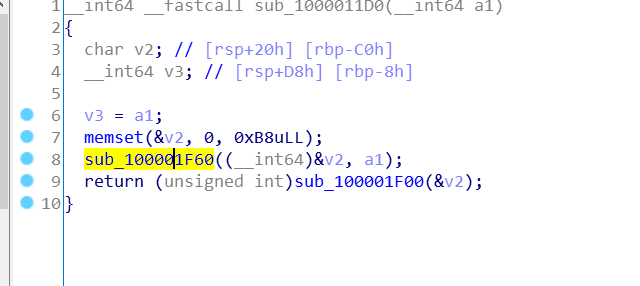 1 __int64 __fastcall sub_1000011D0(__int64 a1)
2 {
3 char v2; // [rsp+20h] [rbp-C0h]
4 __int64 v3; // [rsp+D8h] [rbp-8h]
5
6 v3 = a1;
7 memset(&v2, 0, 0xB8uLL);
8 sub_100001F60((__int64)&v2, a1);
9 return (unsigned int)sub_100001F00(&v2);
10 }